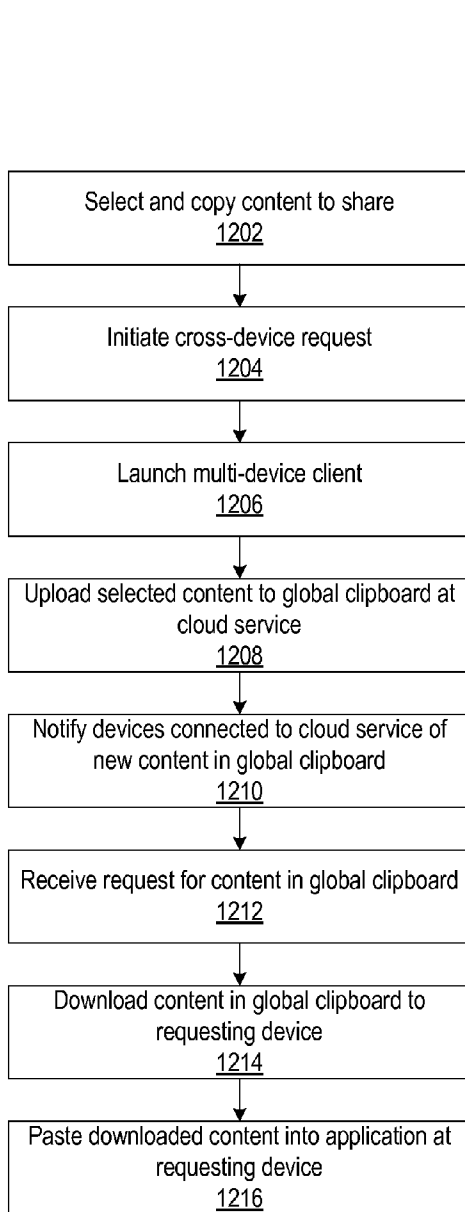 Select and copy content to share
1202
Initiate cross-device request
1204
Launch multi-device client
1206
Upload selected content to global clipboard at
cloud service
1208
Notify devices connected to cloud service of
new content in global clipboard
1210
Receive request for content in global clipboard
1212
Download content in global clipboard to
requesting device
1214
Paste downloaded content into application at
requesting device
1216